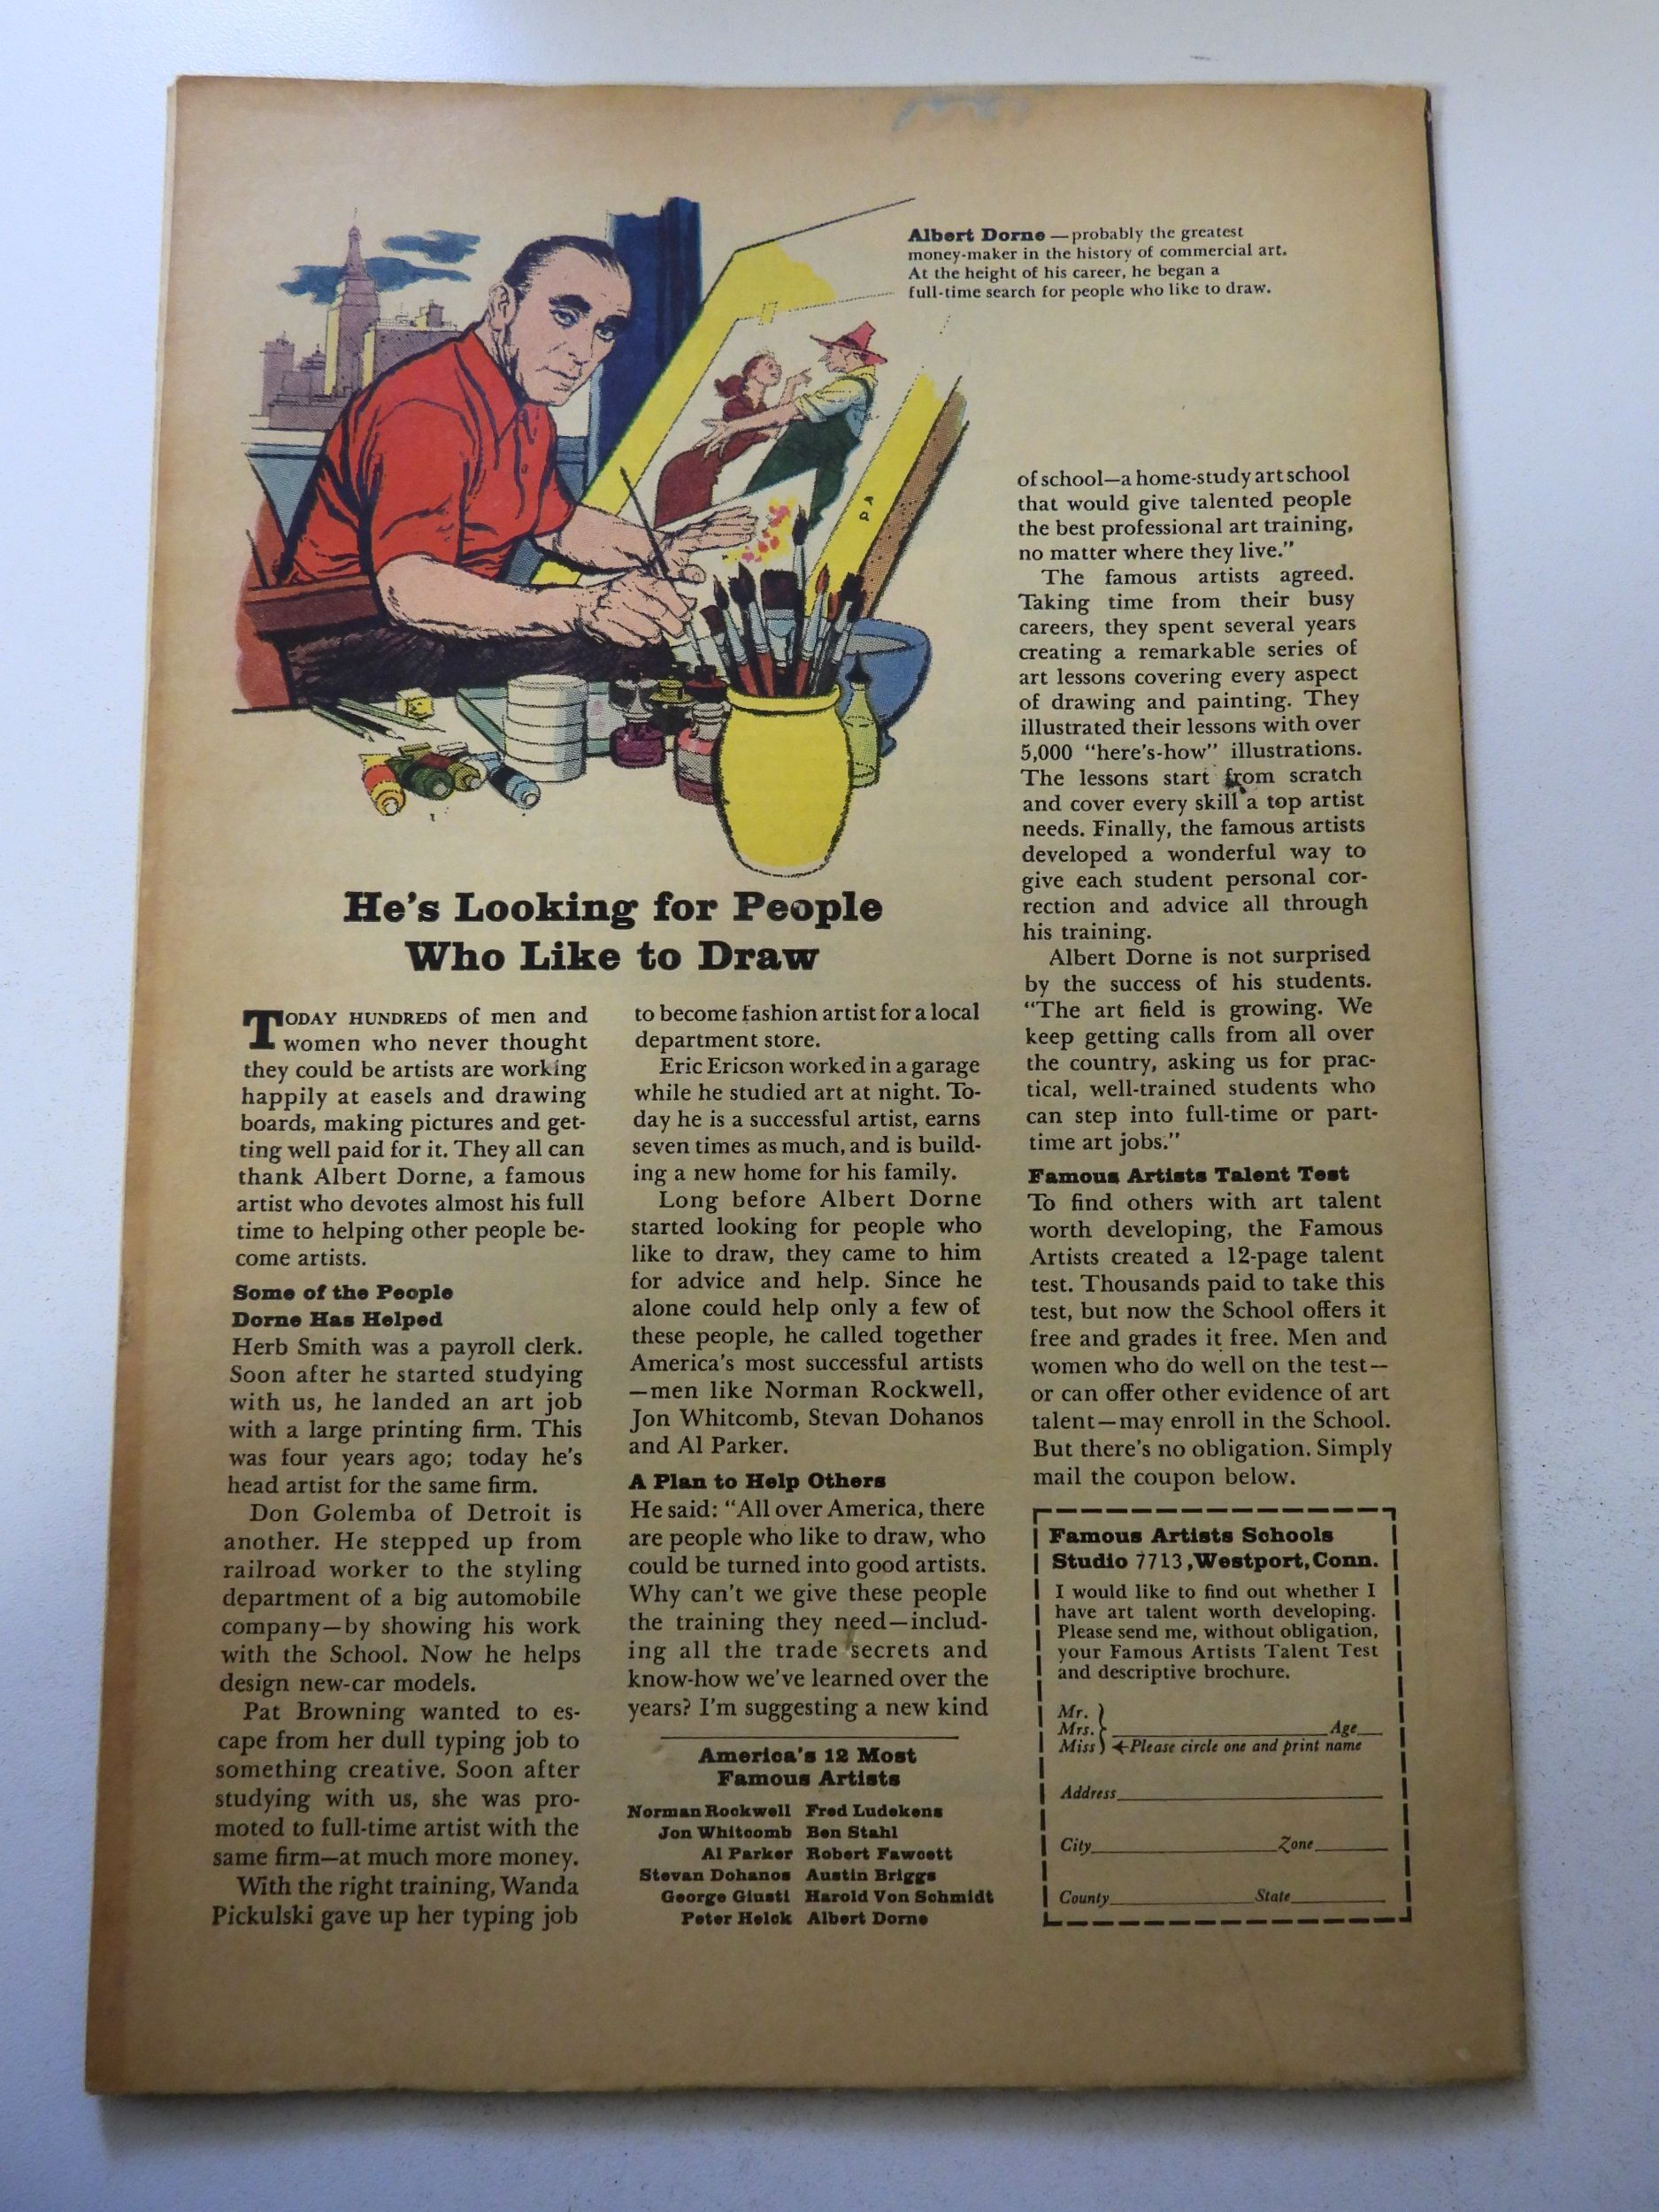 Albert Dorne — probably the greatest
money-maker in the history of commercial art.
At the height of his career, he began a
full-time search for people who like to draw.
He's Looking for People
Who Like to Draw
TODAY HUNDREDS of men and
women who never thought
they could be artists are working
happily at easels and drawing
boards, making pictures and get-
ting well paid for it. They all can
thank Albert Dorne, a famous
artist who devotes almost his full
time to helping other people be-
come artists.
Some of the People
Dorne Has Helped
Herb Smith was a payroll clerk.
Soon after he started studying
with us, he landed an art job
with a large printing firm. This
was four years ago; today he's
head artist for the same firm.
Don Golemba of Detroit is
another. He stepped up from
railroad worker to the styling
department of a big automobile
company—by showing his work
with the School. Now he helps
design new-car models.
Pat Browning wanted to es-
cape from her dull typing job to
something creative. Soon after
studying with us, she was pro-
moted to full-time artist with the
same firm—at much more money.
With the right training, Wanda
Pickulski gave up her typing job
to become fashion artist for a local
department store.
Eric Ericson worked in a garage
while he studied art at night. To-
day he is a successful artist, earns
seven times as much, and is build-
ing a new home for his family.
Long before Albert Dorne
started looking for people who
like to draw, they came to him
for advice and help. Since he
alone could help only a few of
these people, he called together
America's most successful artists
—men like Norman Rockwell,
Jon Whitcomb, Stevan Dohanos
and Al Parker.
A Plan to Help Others
He said: "All over America, there
are people who like to draw, who
could be turned into good artists.
Why can't we give these people
the training they need—includ-
ing all the trade secrets and
know-how we've learned over the
years? I'm suggesting a new kind
America's 12 Most
Famous Artists
Norman Rockwell Fred Ludekens
Jon Whitcomb Ben Stahl
Al Parker Robert Fawcett
Stevan Dohanos Austin Briggs
George Giusti Harold Von Schmidt
Peter Helck Albert Dorne
of school—a home-study art school
that would give talented people
the best professional art training,
no matter where they live."
The famous artists agreed.
Taking time from their busy
careers, they spent several years
creating a remarkable series of
art lessons covering every aspect
of drawing and painting. They
illustrated their lessons with over
5,000 "here's-how" illustrations.
The lessons start from scratch
and cover every skill a top artist
needs. Finally, the famous artists
developed a wonderful way to
give each student personal cor-
rection and advice all through
his training.
Albert Dorne is not surprised
by the success of his students.
"The art field is growing. We
keep getting calls from all over
the country, asking us for prac-
tical, well-trained students who
can step into full-time or part-
time art jobs."
Famous Artists Talent Test
To find others with art talent
worth developing, the Famous
Artists created a 12-page talent
test. Thousands paid to take this
test, but now the School offers it
free and grades it free. Men and
women who do well on the test—
or can offer other evidence of art
talent—may enroll in the School.
But there's no obligation. Simply
mail the coupon below.
Famous Artists Schools
Studio 7713, Westport, Conn.
I would like to find out whether I
have art talent worth developing.
Please send me, without obligation,
your Famous Artists Talent Test
and descriptive brochure.
Mr.
Mrs. Age
Miss ←Please circle one and print name
Address
City Zone
County State